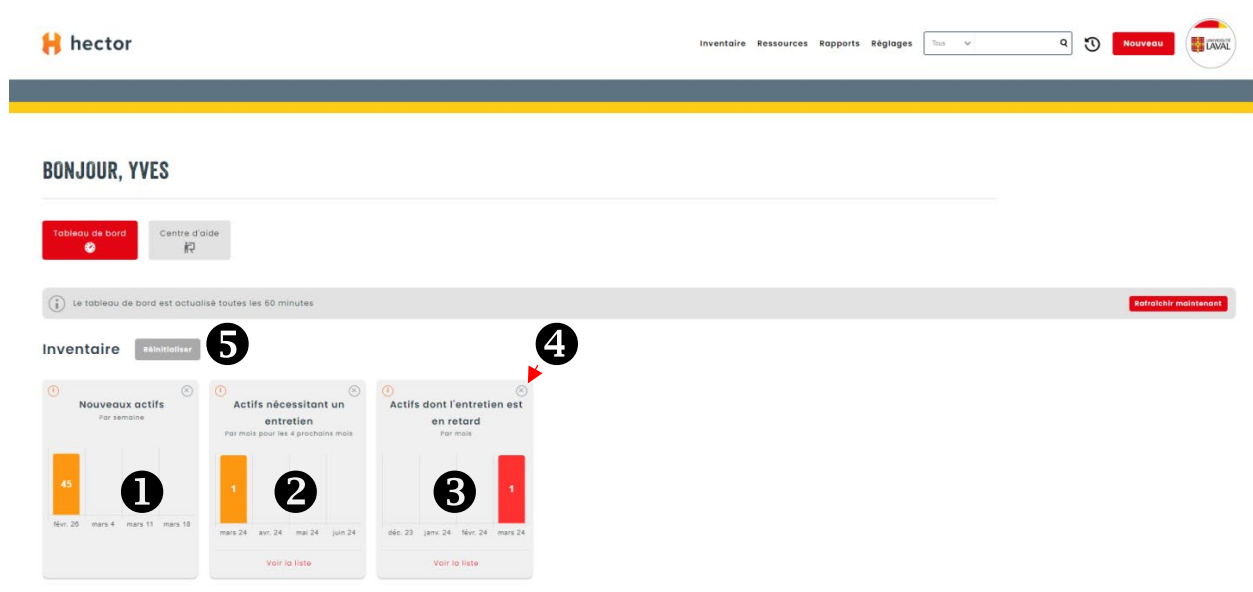 hector
Inventaire Ressources Rapports Réglages Tous Nouveau
UNIVERSITÉ
LAVAL
BONJOUR, YVES
Tableau de bord
Centre d'aide
Le tableau de bord est actualisé toutes les 60 minutes
Rafraîchir maintenant
Inventaire Réinitialiser 5
4
Nouveaux actifs
Par semaine
45
1
févr. 26 mars 4 mars 11 mars 18
Actifs nécessitant un
entretien
Par mois pour les 4 prochains mois
1
2
mars 24 avr. 24 mai 24 juin 24
Voir la liste
Actifs dont l'entretien est
en retard
Par mois
3
1
déc. 23 janv. 24 févr. 24 mars 24
Voir la liste